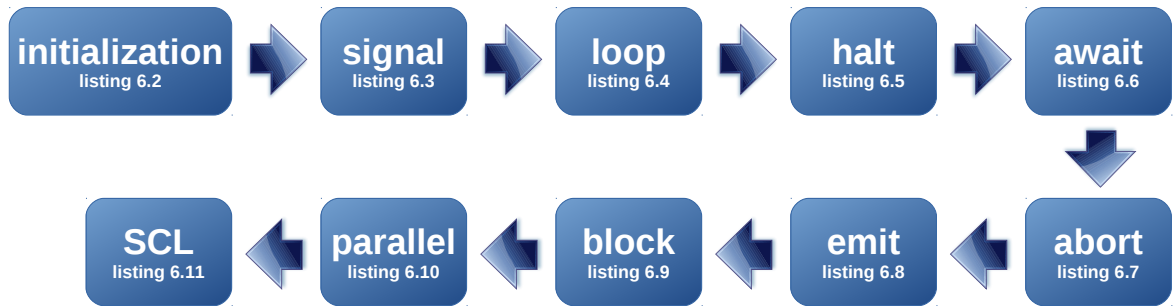 initialization
listing 6.2
signal
listing 6.3
loop
listing 6.4
halt
listing 6.5
await
listing 6.6
SCL
listing 6.11
parallel
listing 6.10
block
listing 6.9
emit
listing 6.8
abort
listing 6.7